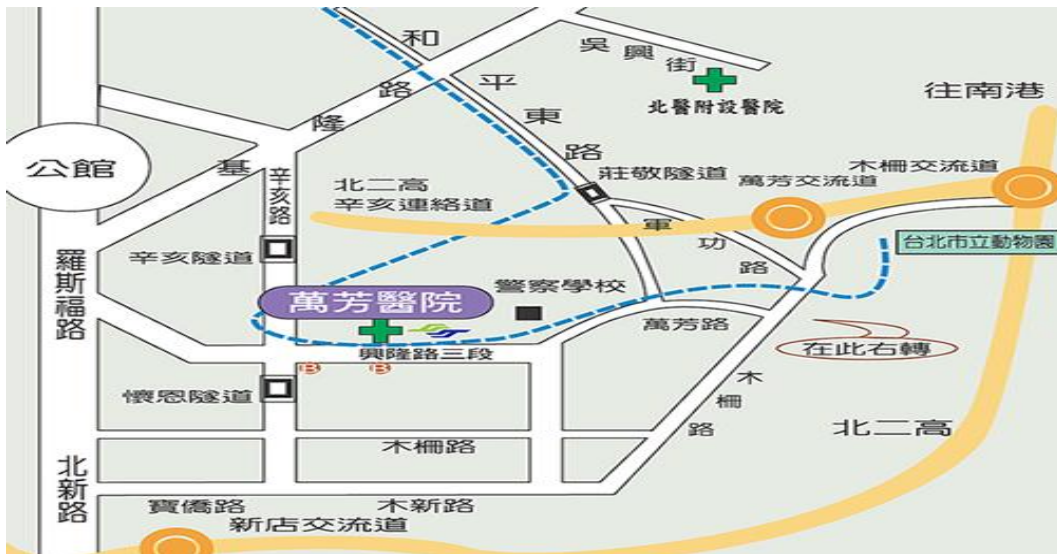 和平東路
吳興街
北醫附設醫院
往南港
基隆路
公館
辛亥路
北二高
辛亥連絡道
莊敬隧道
木柵交流道
萬芳交流道
軍功路
台北市立動物園
羅斯福路
辛亥隧道
萬芳醫院
警察學校
萬芳路
在此右轉
興隆路三段
B
B
懷恩隧道
木柵路
木柵路
北二高
北新路
寶僑路
木新路
新店交流道